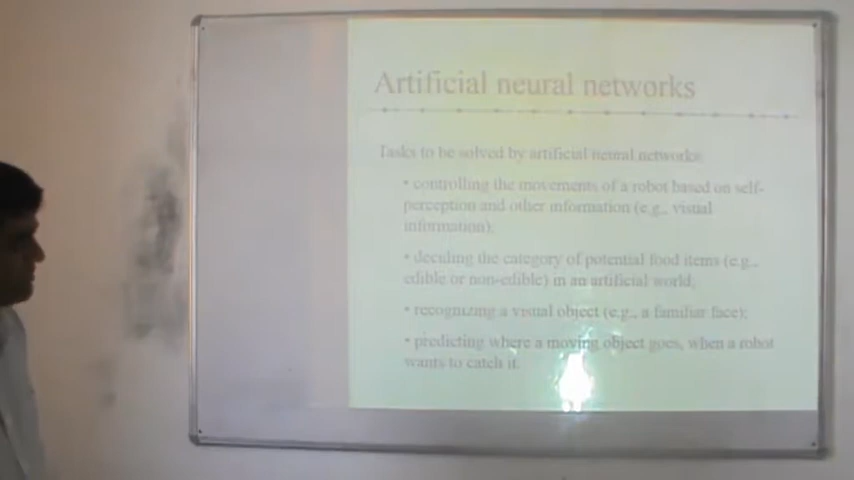 Artificial neural networks
Tasks to be solved by artificial neural networks:
• controlling the movements of a robot based on self-
perception and other information (e.g., visual
information);
• deciding the category of potential food items (e.g.,
edible or non-edible) in an artificial world;
• recognizing a visual object (e.g., a familiar face);
• predicting where a moving object goes, when a robot
wants to catch it.